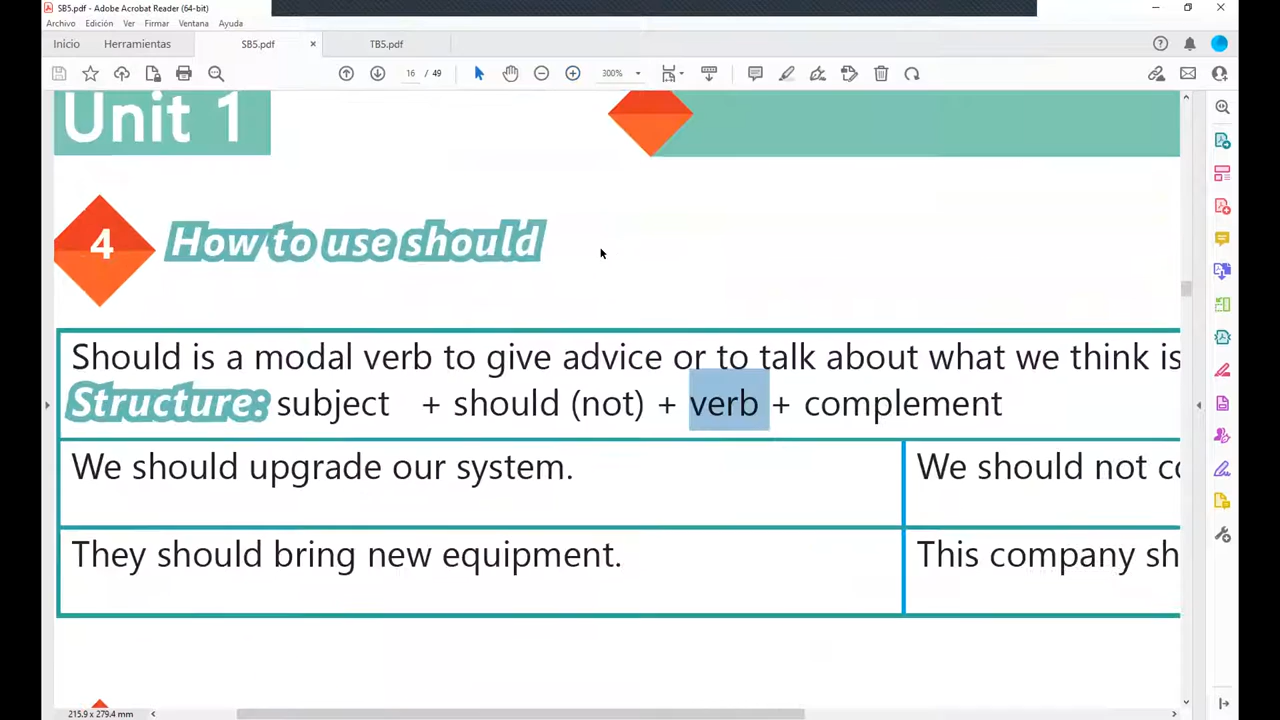 SB5.pdf - Adobe Acrobat Reader (64-bit)
Archivo Edición Ver Firmar Ventana Ayuda
Inicio Herramientas SB5.pdf × TB5.pdf
16 / 49 300%
Unit 1
4 How to use should
Should is a modal verb to give advice or to talk about what we think is
Structure: subject + should (not) + verb + complement
We should upgrade our system. We should not co
They should bring new equipment. This company sh
215.9 x 279.4 mm